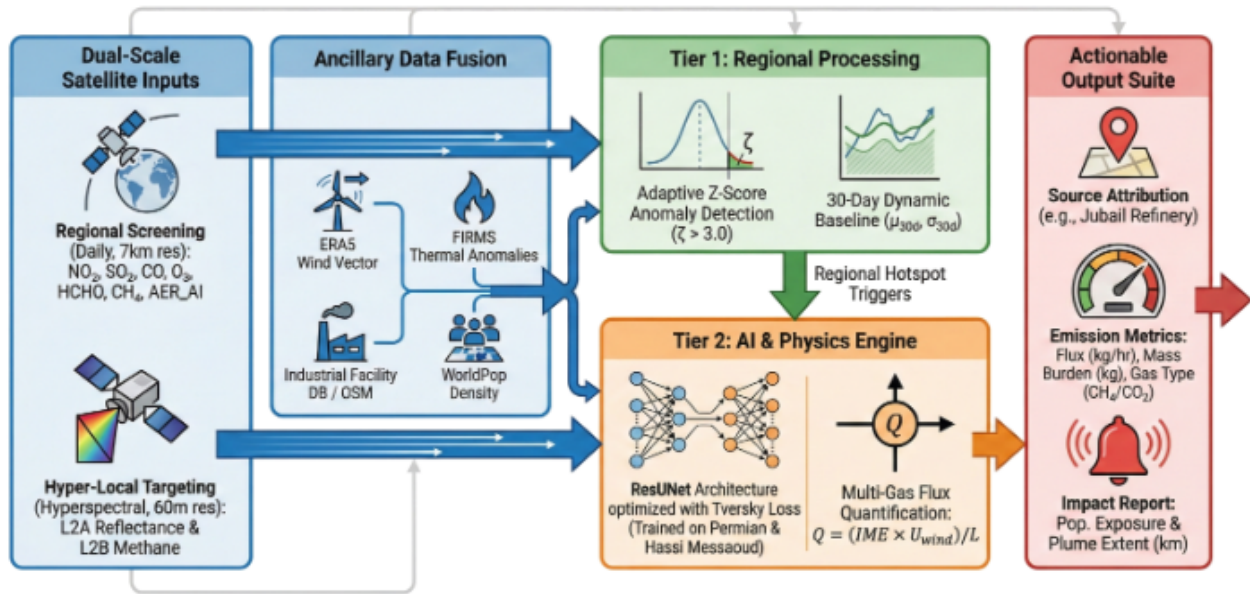 Dual-Scale
Satellite Inputs
Regional Screening
(Daily, 7km res):
NO₂, SO₂, CO, O₃,
HCHO, CH₄, AER_AI
Hyper-Local Targeting
(Hyperspectral, 60m res):
L2A Reflectance &
L2B Methane
Ancillary Data Fusion
ERA5
Wind Vector
FIRMS
Thermal Anomalies
Industrial Facility
DB / OSM
WorldPop
Density
Tier 1: Regional Processing
ζ
Adaptive Z-Score
Anomaly Detection
(ζ > 3.0)
30-Day Dynamic
Baseline (μ₃₀d, σ₃₀d)
Regional Hotspot
Triggers
Tier 2: AI & Physics Engine
ResUNet Architecture
optimized with Tversky Loss
(Trained on Permian &
Hassi Messaoud)
Q
Multi-Gas Flux
Quantification:
Q = (IME × U_wind)/L
Actionable
Output Suite
Source Attribution
(e.g., Jubail Refinery)
Emission Metrics:
Flux (kg/hr), Mass
Burden (kg), Gas Type
(CH₄/CO₂)
Impact Report:
Pop. Exposure &
Plume Extent (km)